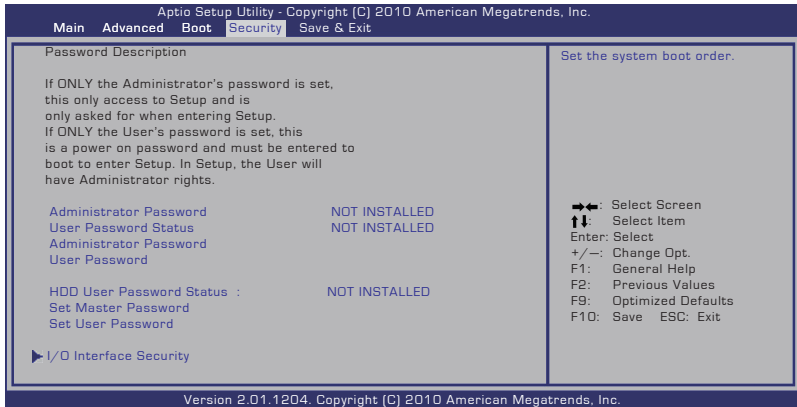 Aptio Setup Utility - Copyright (C) 2010 American Megatrends, Inc.
Main Advanced Boot Security Save & Exit
Password Description
If ONLY the Administrator's password is set,
this only access to Setup and is
only asked for when entering Setup.
If ONLY the User's password is set, this
is a power on password and must be entered to
boot to enter Setup. In Setup, the User will
have Administrator rights.
Administrator Password NOT INSTALLED
User Password Status NOT INSTALLED
Administrator Password
User Password
HDD User Password Status : NOT INSTALLED
Set Master Password
Set User Password
I/O Interface Security
Set the system boot order.
→←: Select Screen
↑↓: Select Item
Enter: Select
+/—: Change Opt.
F1: General Help
F2: Previous Values
F9: Optimized Defaults
F10: Save ESC: Exit
Version 2.01.1204. Copyright (C) 2010 American Megatrends, Inc.